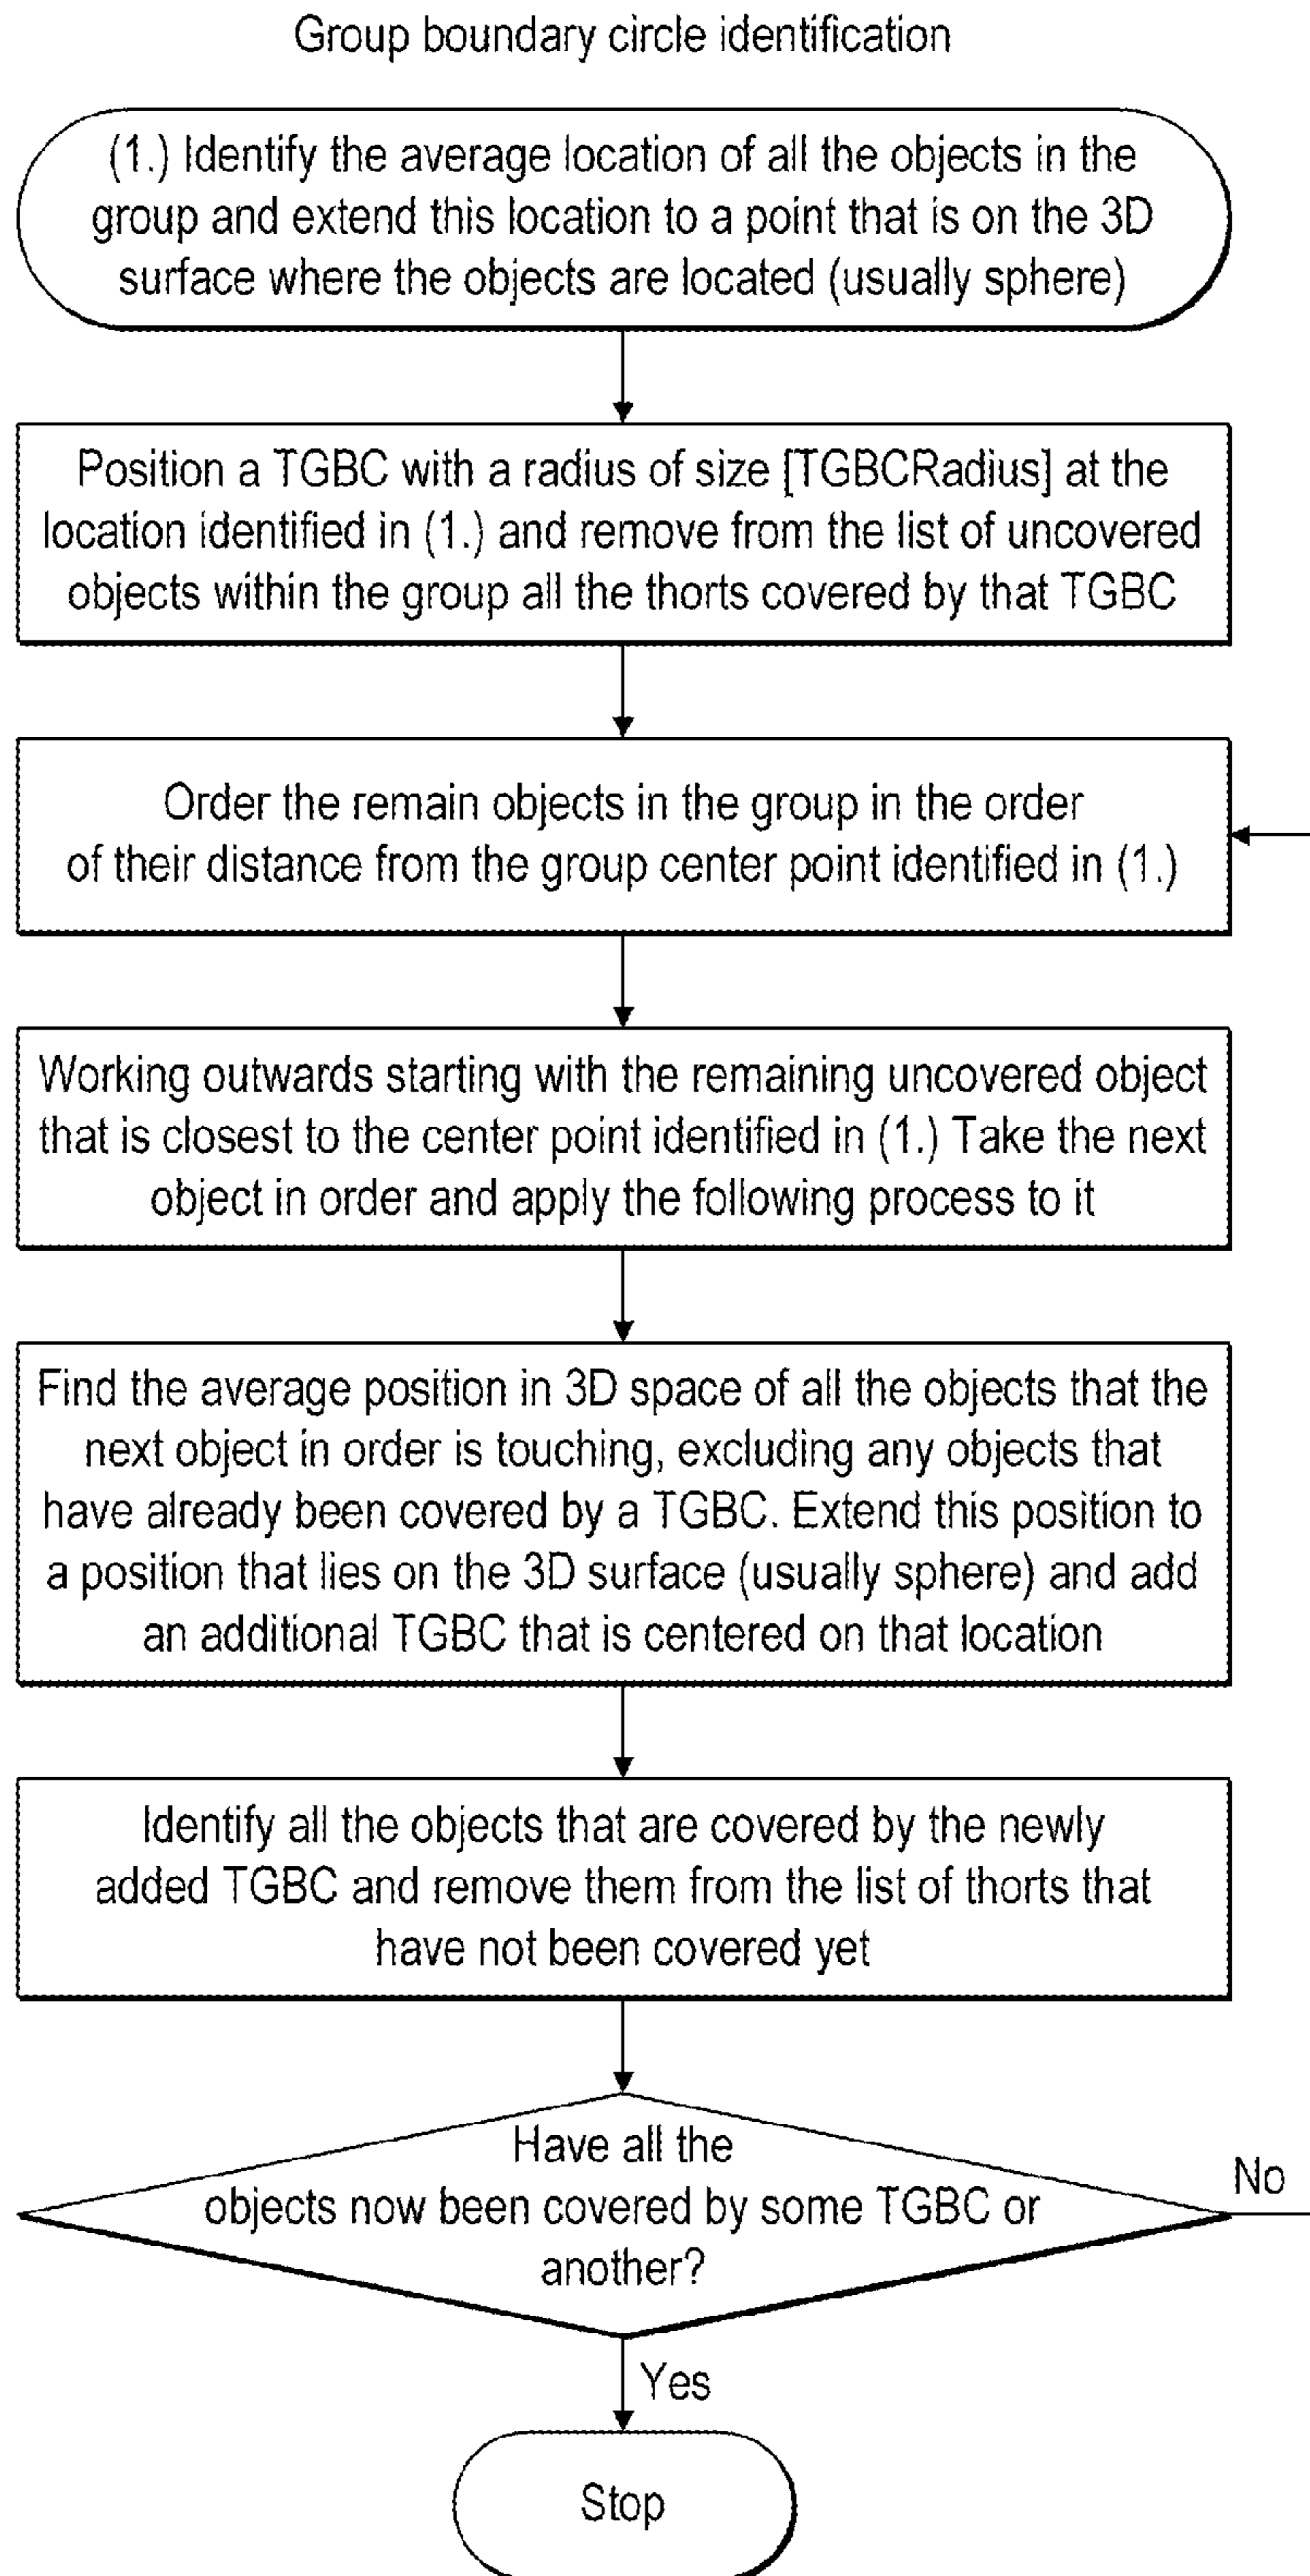 Group boundary circle identification
(1.) Identify the average location of all the objects in the
group and extend this location to a point that is on the 3D
surface where the objects are located (usually sphere)
Position a TGBC with a radius of size [TGBCRadius] at the
location identified in (1.) and remove from the list of uncovered
objects within the group all the thorts covered by that TGBC
Order the remain objects in the group in the order
of their distance from the group center point identified in (1.)
Working outwards starting with the remaining uncovered object
that is closest to the center point identified in (1.) Take the next
object in order and apply the following process to it
Find the average position in 3D space of all the objects that the
next object in order is touching, excluding any objects that
have already been covered by a TGBC. Extend this position to
a position that lies on the 3D surface (usually sphere) and add
an additional TGBC that is centered on that location
Identify all the objects that are covered by the newly
added TGBC and remove them from the list of thorts that
have not been covered yet
Have all the
objects now been covered by some TGBC or
another?
No
Yes
Stop